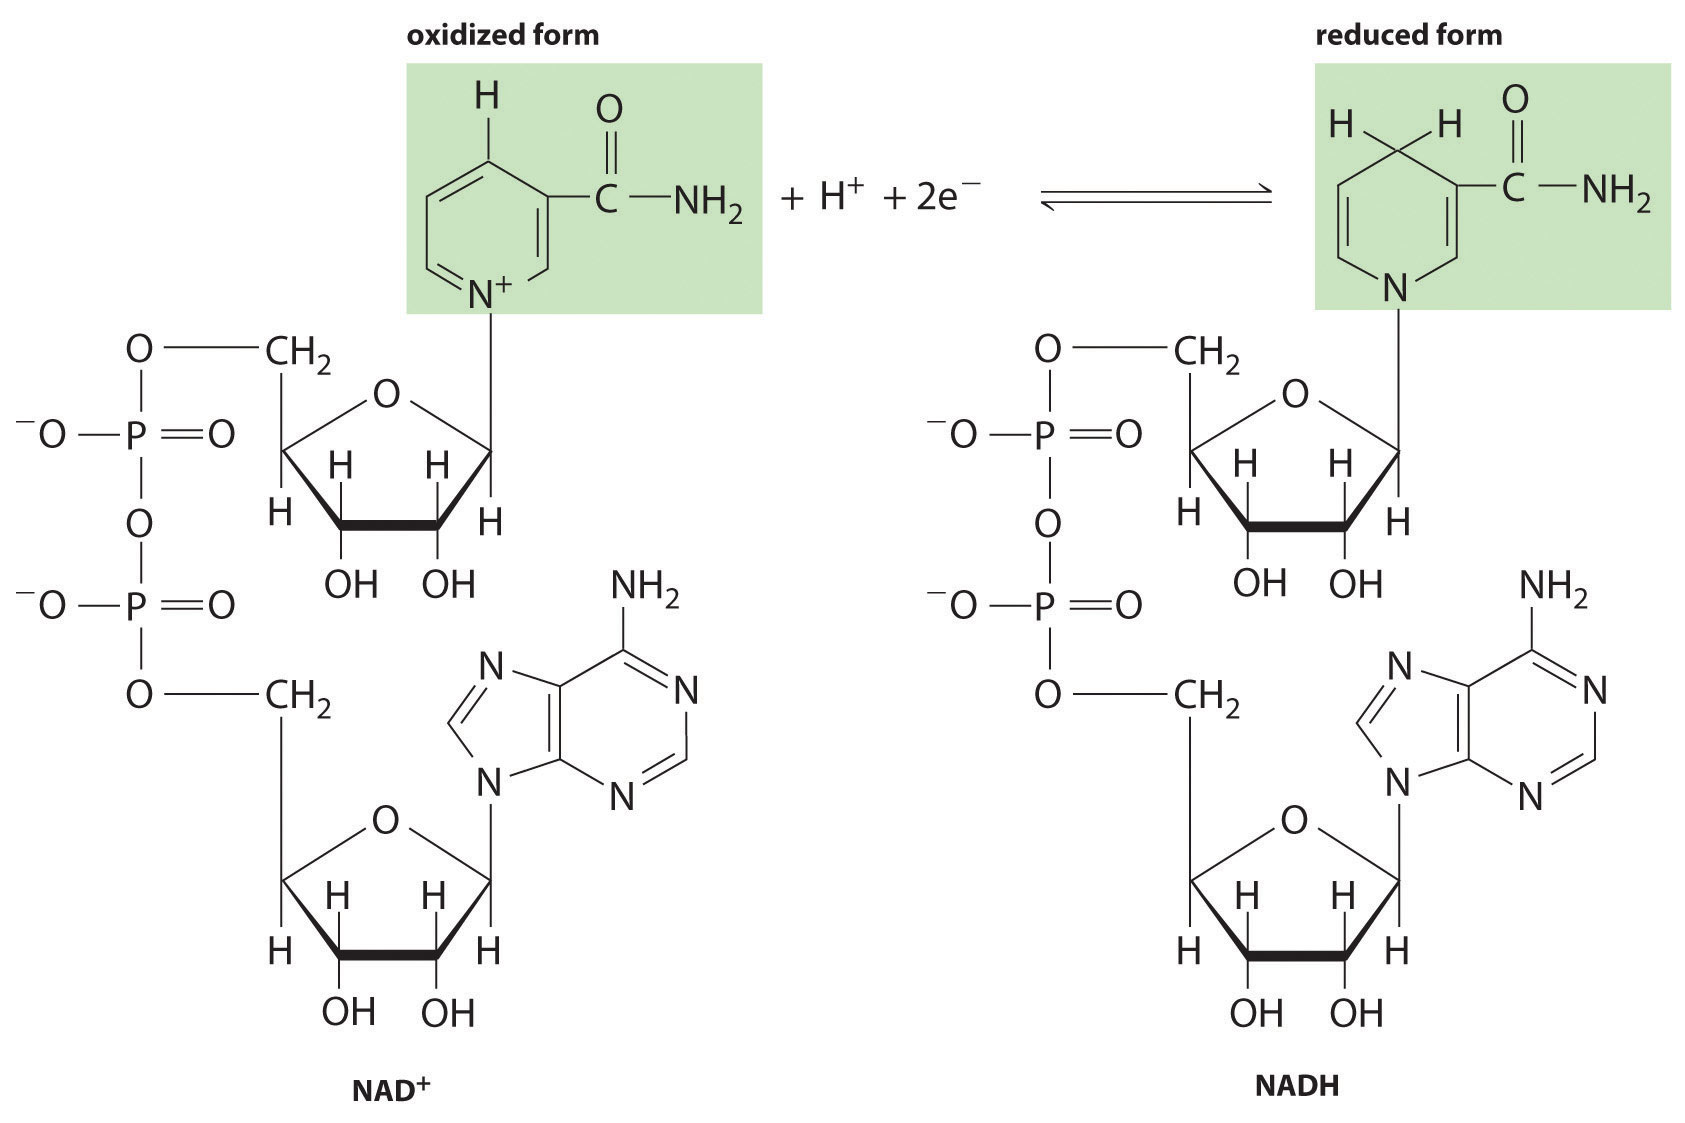 oxidized form
reduced form
H
O
C
NH2
N+
+ H+ + 2e−
H H
O
C
NH2
N
O
CH2
O
−O
P
O
H
H
H
H
O
OH
OH
−O
P
O
NH2
O
CH2
N
N
N
N
O
H
H
H
H
OH
OH
O
CH2
O
−O
P
O
H
H
H
H
O
OH
OH
−O
P
O
NH2
O
CH2
N
N
N
N
O
H
H
H
H
OH
OH
NAD+
NADH